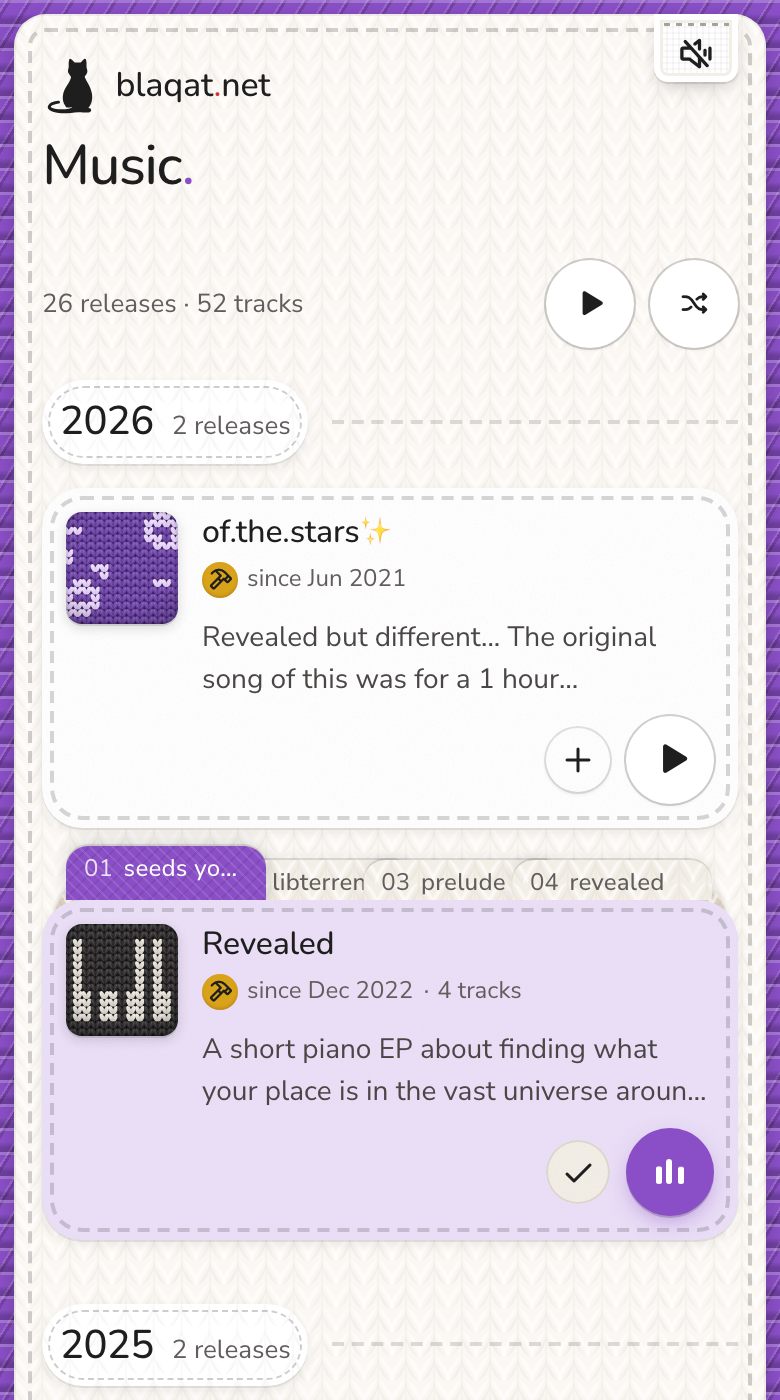 blaqat.net
Music.
26 releases · 52 tracks
2026 2 releases
of.the.stars✨
since Jun 2021
Revealed but different... The original
song of this was for a 1 hour...
01 seeds yo... libterren 03 prelude 04 revealed
Revealed
since Dec 2022 · 4 tracks
A short piano EP about finding what
your place is in the vast universe aroun...
2025 2 releases